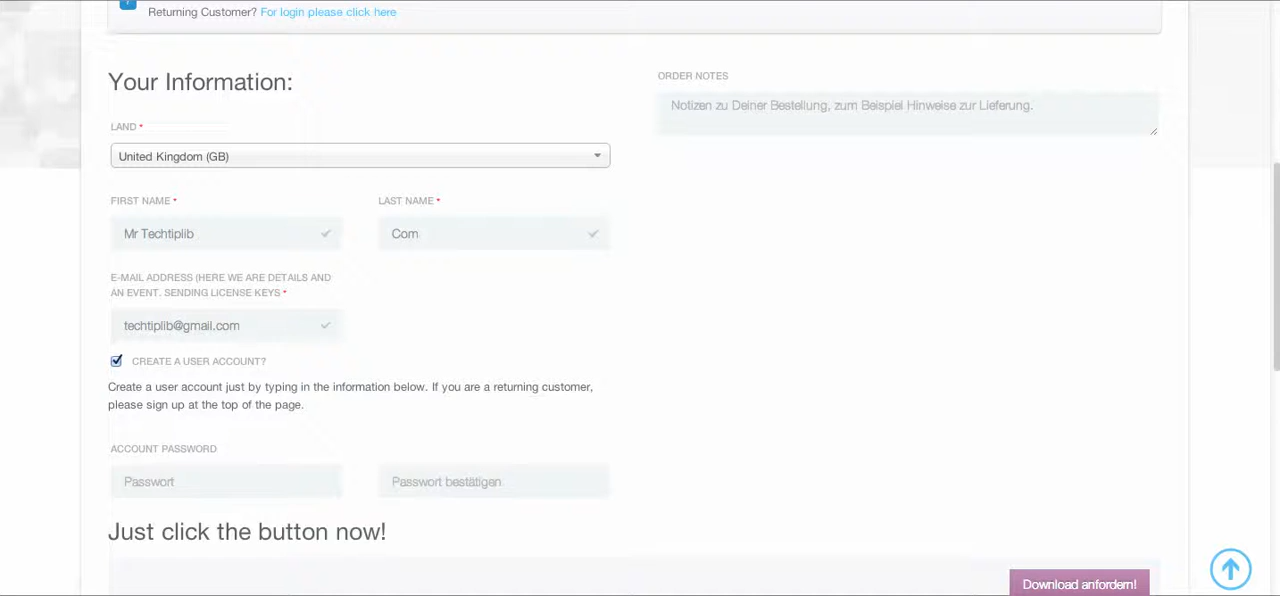 Returning Customer? For login please click here
Your Information:
LAND *
United Kingdom (GB)
FIRST NAME *
LAST NAME *
Mr Techtiplib
Com
E-MAIL ADDRESS (HERE WE ARE DETAILS AND
AN EVENT. SENDING LICENSE KEYS *
techtiplib@gmail.com
CREATE A USER ACCOUNT?
Create a user account just by typing in the information below. If you are a returning customer,
please sign up at the top of the page.
ACCOUNT PASSWORD
Passwort
Passwort bestätigen
Just click the button now!
Download anfordern!
ORDER NOTES
Notizen zu Deiner Bestellung, zum Beispiel Hinweise zur Lieferung.